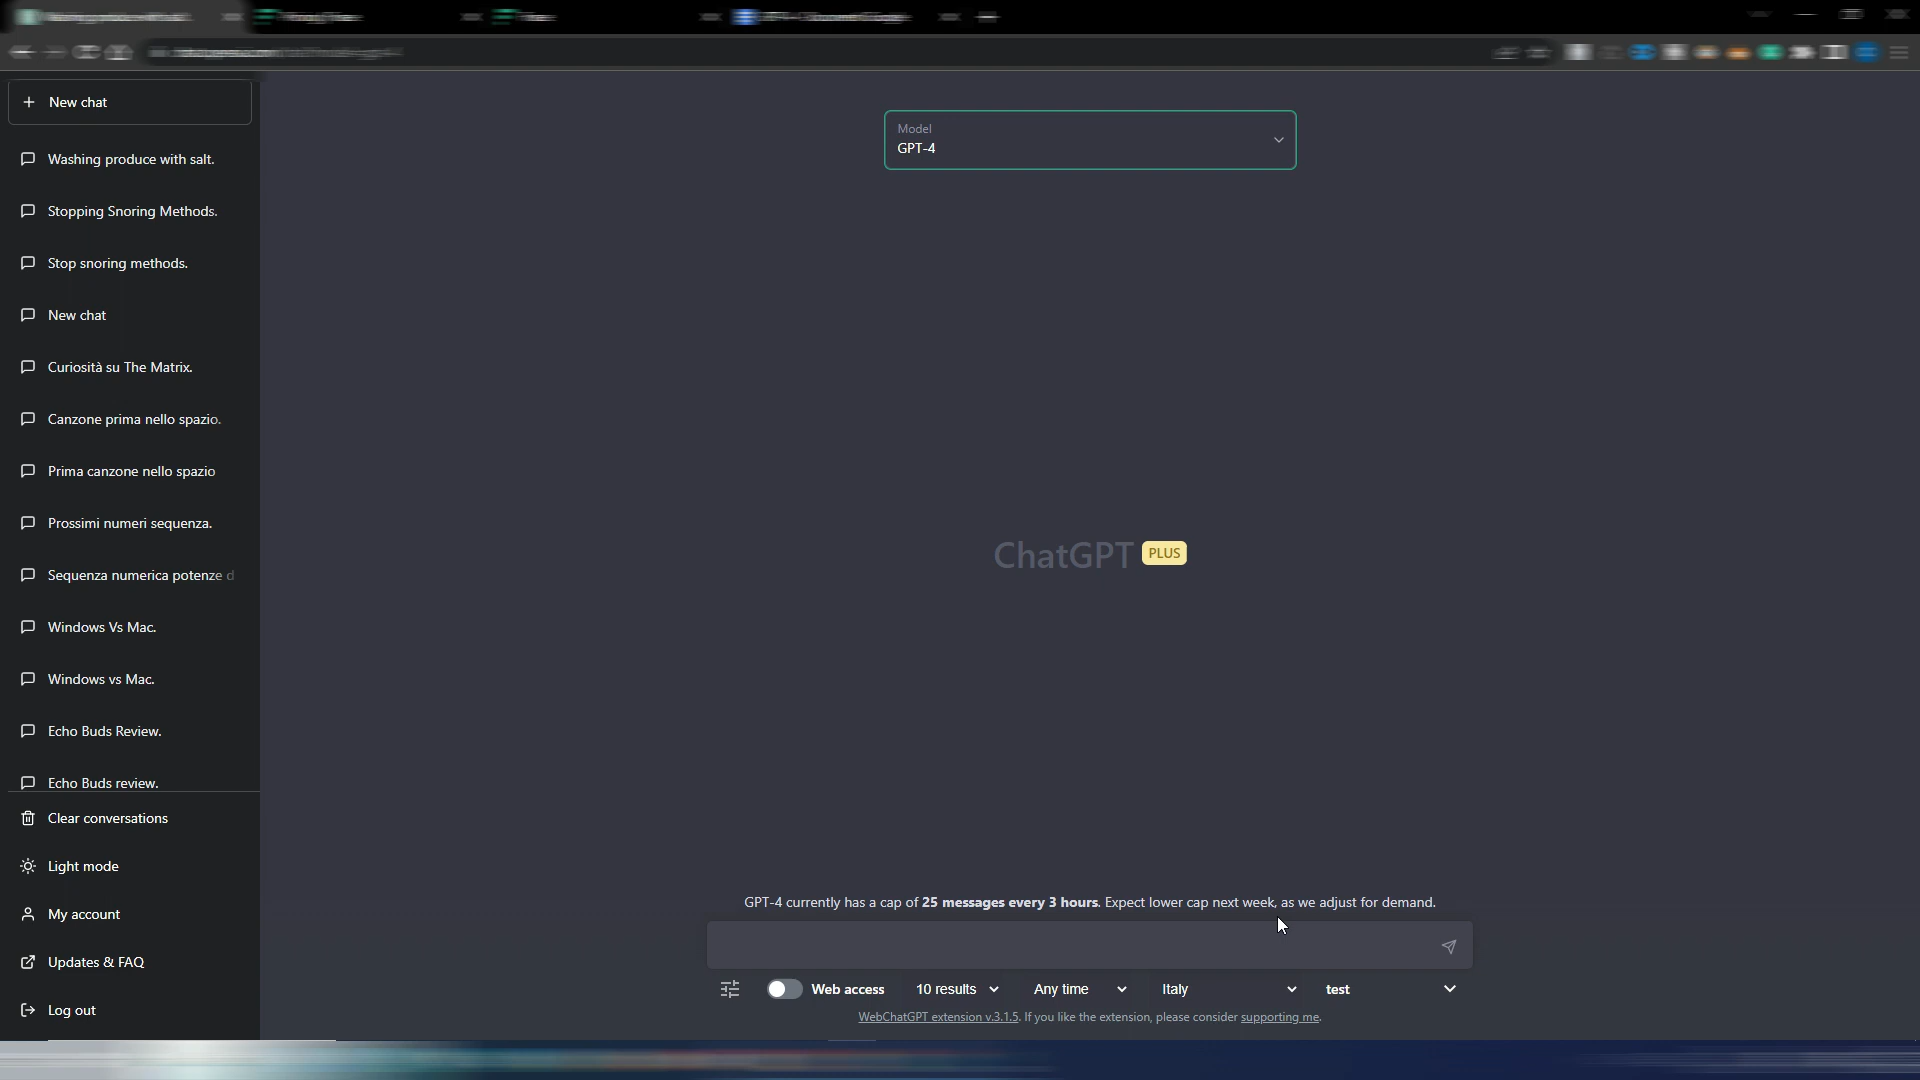 New chat
Washing produce with salt.
Stopping Snoring Methods.
Stop snoring methods.
New chat
Curiosità su The Matrix.
Canzone prima nello spazio.
Prima canzone nello spazio
Prossimi numeri sequenza.
Sequenza numerica potenze d
Windows Vs Mac.
Windows vs Mac.
Echo Buds Review.
Echo Buds review.
Clear conversations
Light mode
My account
Updates & FAQ
Log out
Model
GPT-4
ChatGPT PLUS
GPT-4 currently has a cap of 25 messages every 3 hours. Expect lower cap next week, as we adjust for demand.
Web access 10 results Any time Italy test
WebChatGPT extension v.3.1.5. If you like the extension, please consider supporting me.